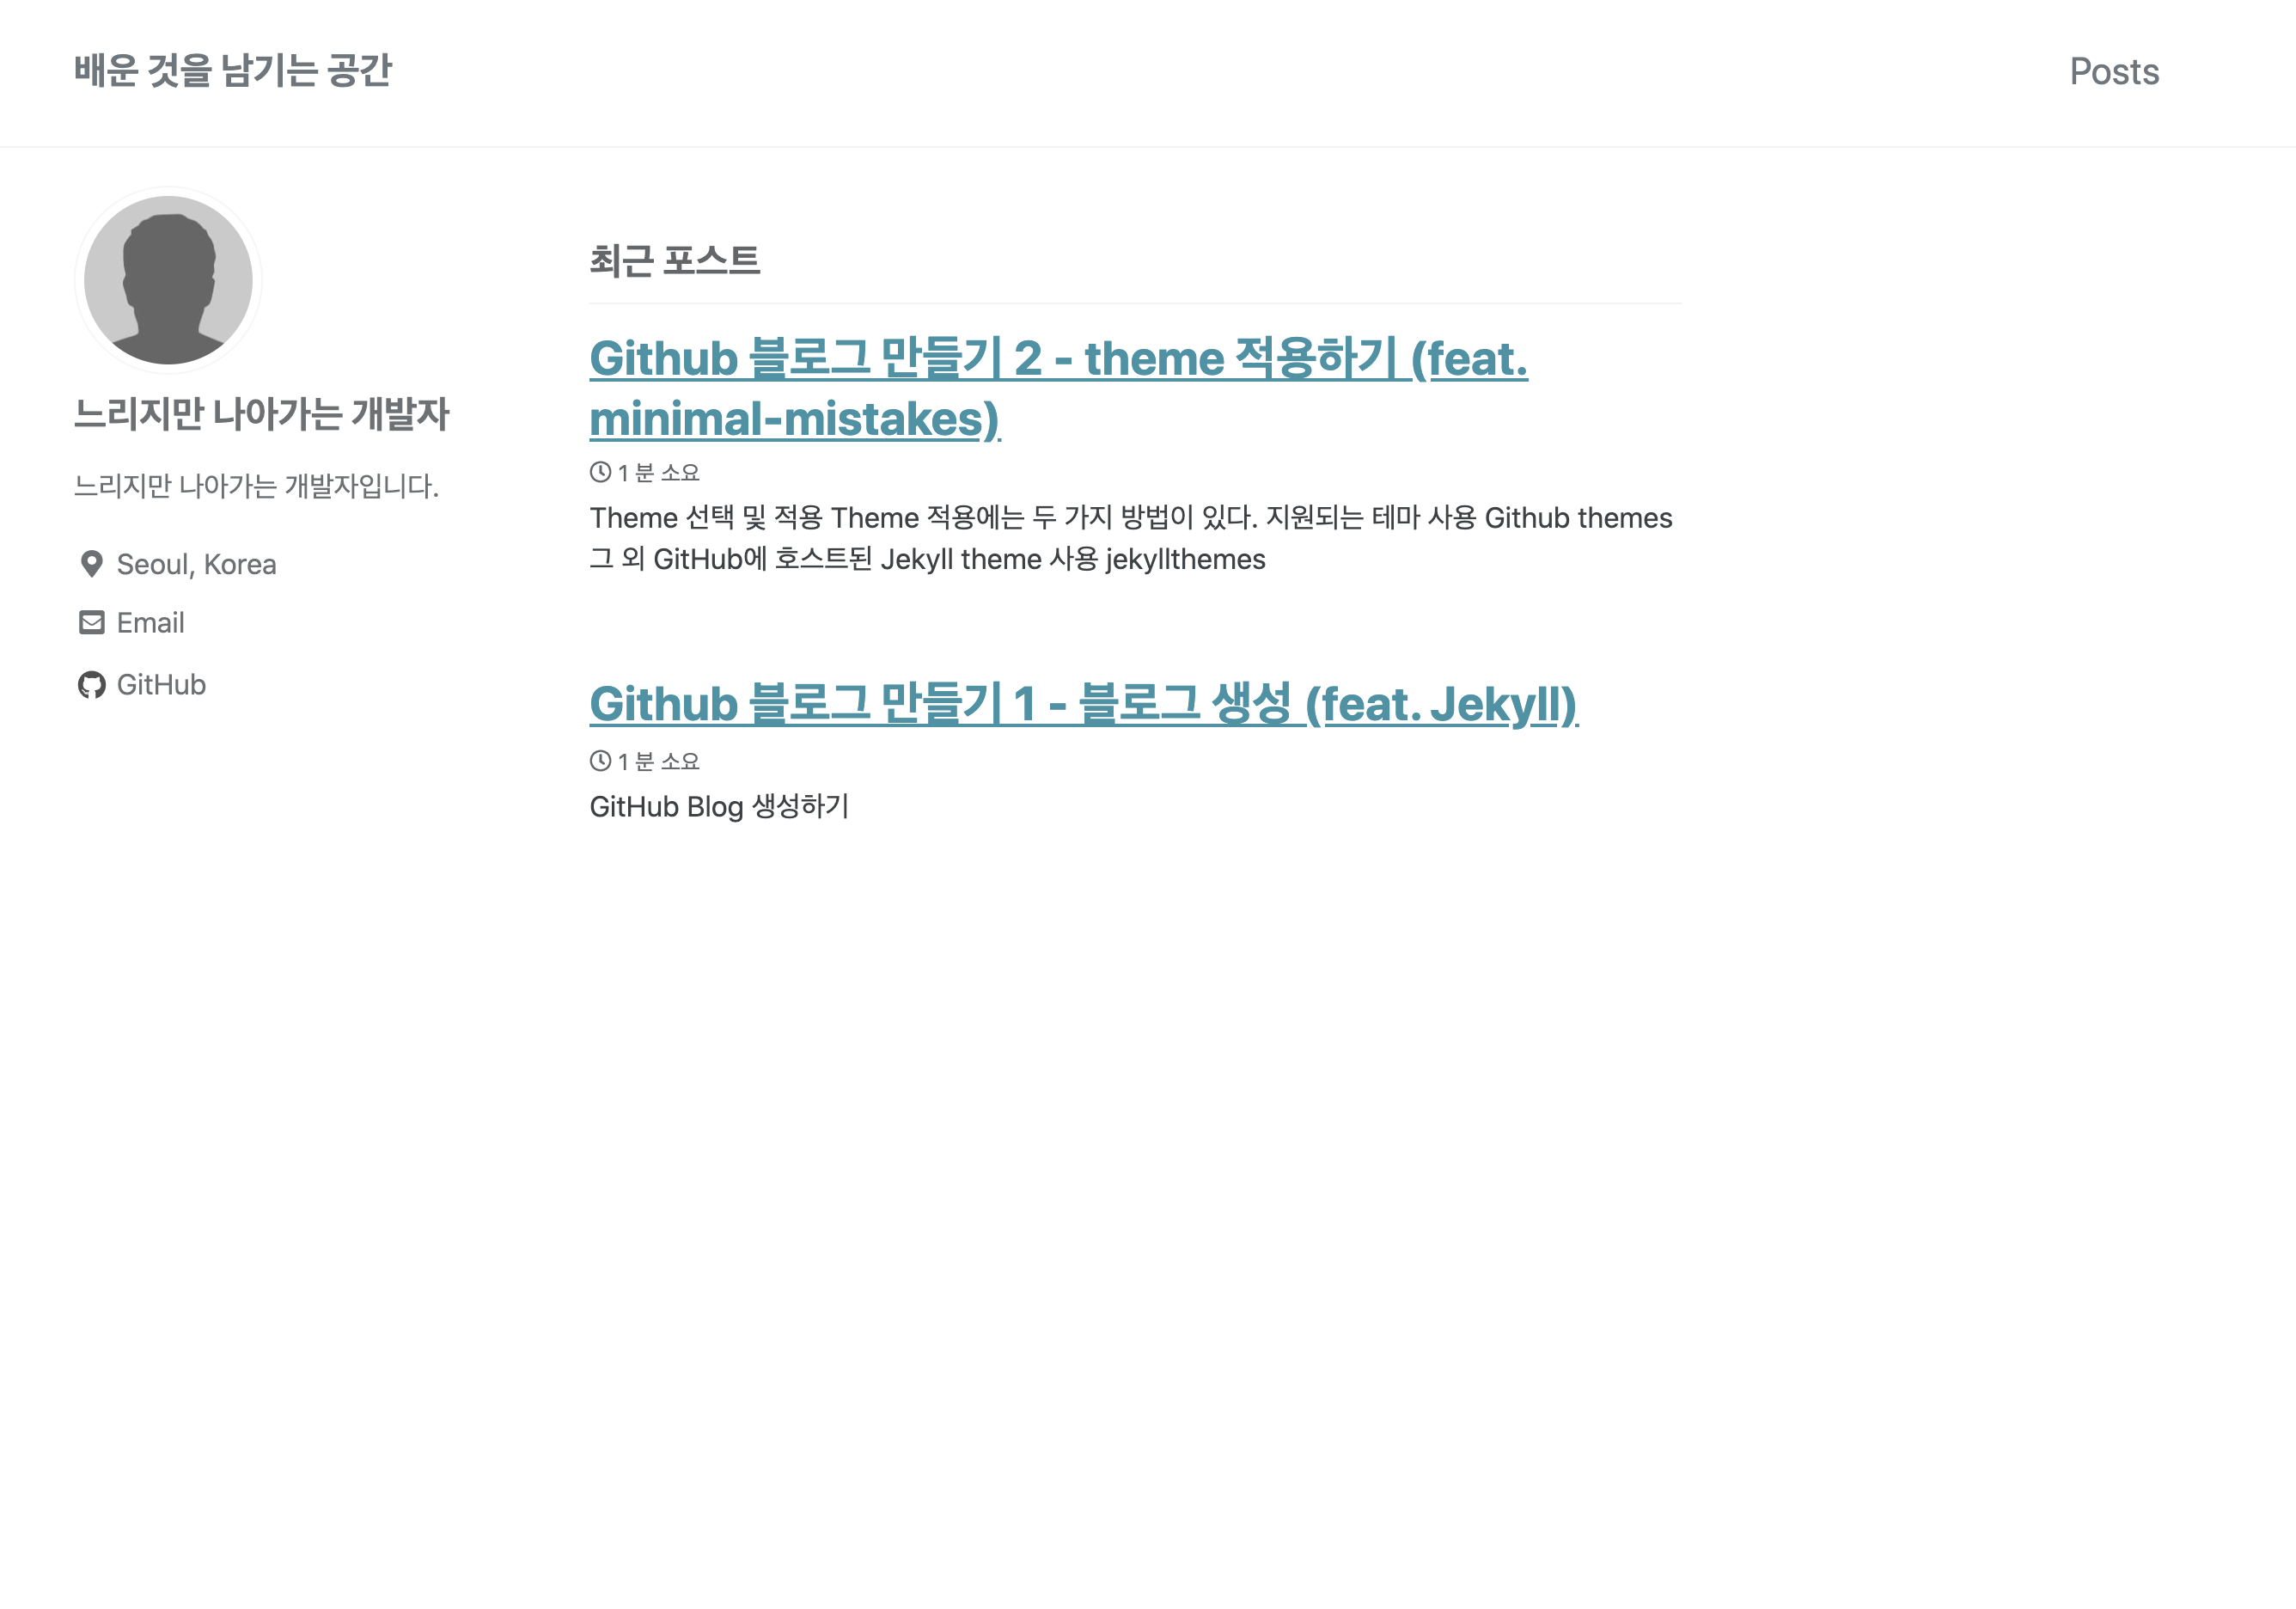 배운 것을 남기는 공간
Posts
느리지만 나아가는 개발자
느리지만 나아가는 개발자입니다.
Seoul, Korea
Email
GitHub
최근 포스트
Github 블로그 만들기 2 - theme 적용하기 (feat.
minimal-mistakes)
1 분 소요
Theme 선택 및 적용 Theme 적용에는 두 가지 방법이 있다. 지원되는 테마 사용 Github themes
그 외 GitHub에 호스트된 Jekyll theme 사용 jekyllthemes
Github 블로그 만들기 1 - 블로그 생성 (feat. Jekyll)
1 분 소요
GitHub Blog 생성하기